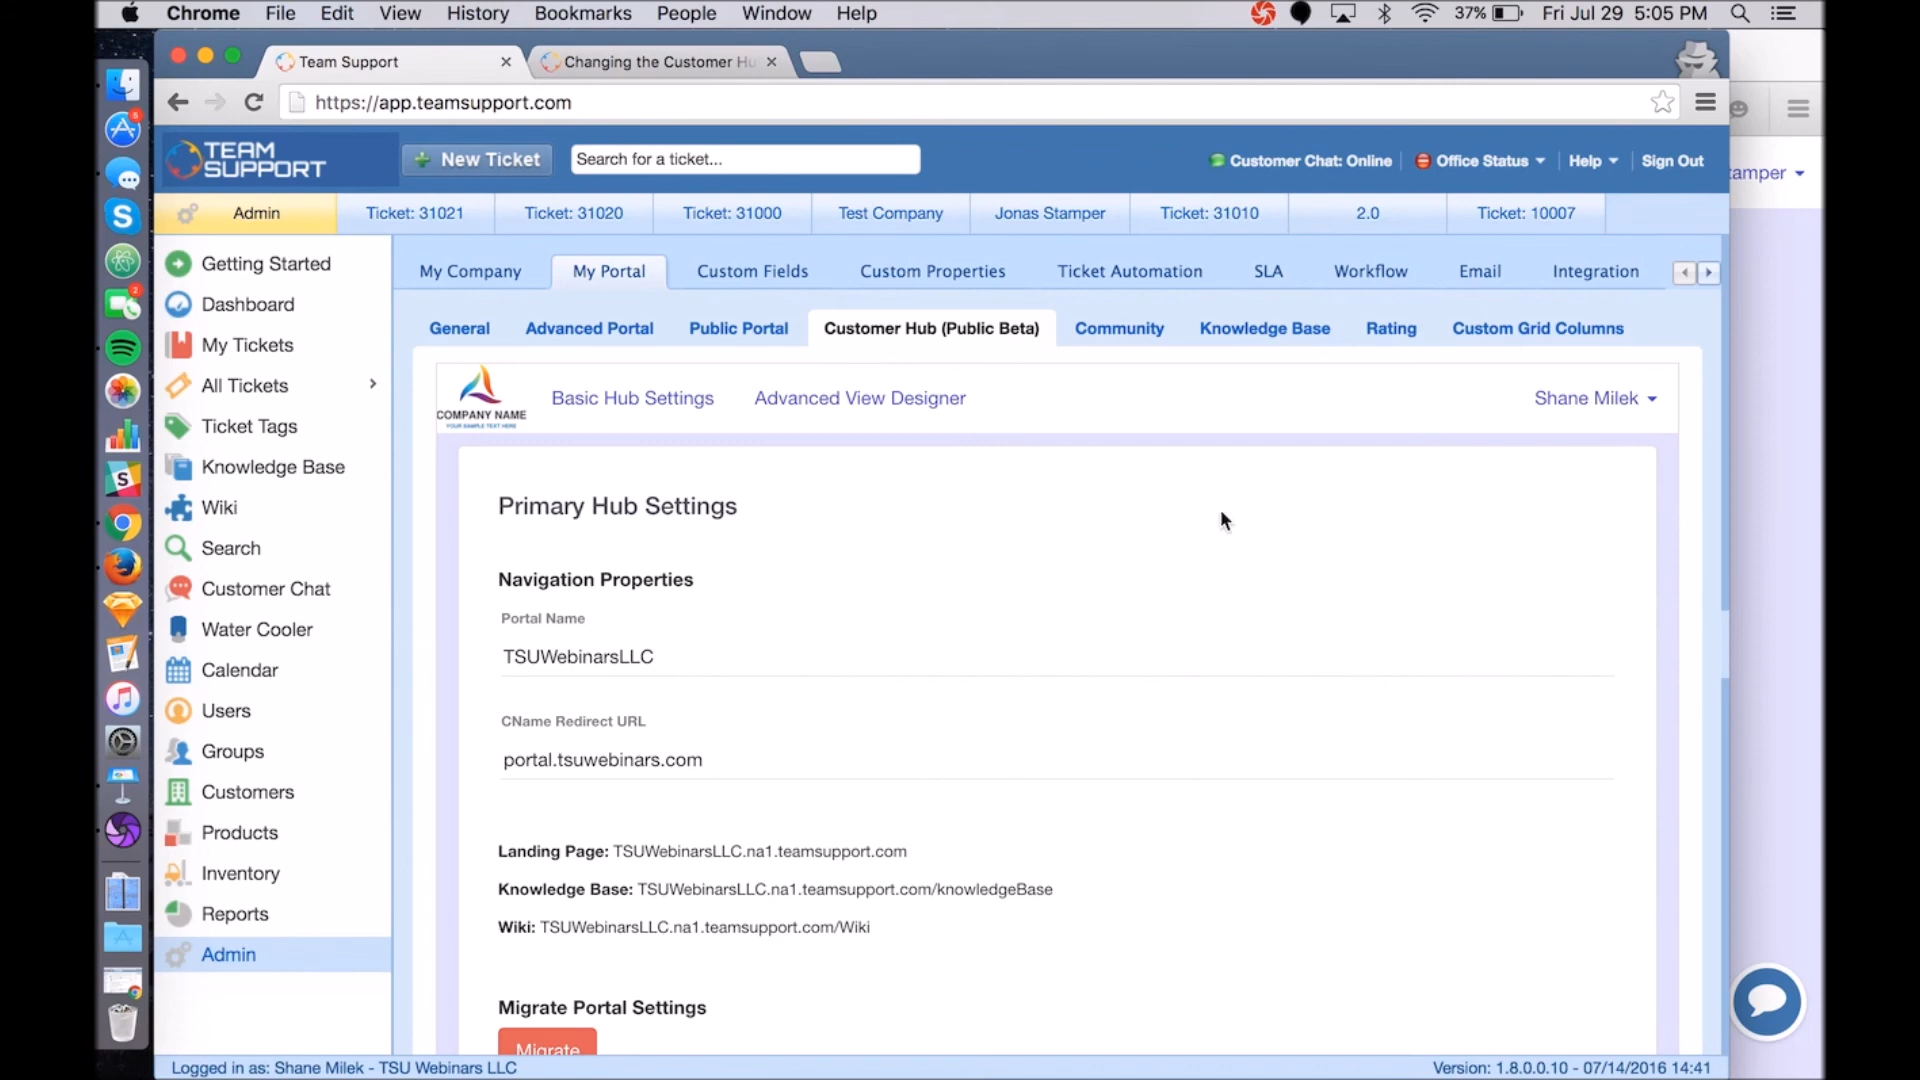 Chrome File Edit View History Bookmarks People Window Help 37% Fri Jul 29 5:05 PM
Team Support Changing the Customer Hu
https://app.teamsupport.com
TEAM
SUPPORT
New Ticket
Search for a ticket...
Customer Chat: Online Office Status Help Sign Out
tamper
Admin Ticket: 31021 Ticket: 31020 Ticket: 31000 Test Company Jonas Stamper Ticket: 31010 2.0 Ticket: 10007
My Company My Portal Custom Fields Custom Properties Ticket Automation SLA Workflow Email Integration
General Advanced Portal Public Portal Customer Hub (Public Beta) Community Knowledge Base Rating Custom Grid Columns
Getting Started
Dashboard
My Tickets
All Tickets
Ticket Tags
Knowledge Base
Wiki
Search
Customer Chat
Water Cooler
Calendar
Users
Groups
Customers
Products
Inventory
Reports
Admin
COMPANY NAME
YOUR SAMPLE TEXT HERE
Basic Hub Settings Advanced View Designer Shane Milek
Primary Hub Settings
Navigation Properties
Portal Name
TSUWebinarsLLC
CName Redirect URL
portal.tsuwebinars.com
Landing Page: TSUWebinarsLLC.na1.teamsupport.com
Knowledge Base: TSUWebinarsLLC.na1.teamsupport.com/knowledgeBase
Wiki: TSUWebinarsLLC.na1.teamsupport.com/Wiki
Migrate Portal Settings
Migrate
Logged in as: Shane Milek - TSU Webinars LLC Version: 1.8.0.0.10 - 07/14/2016 14:41